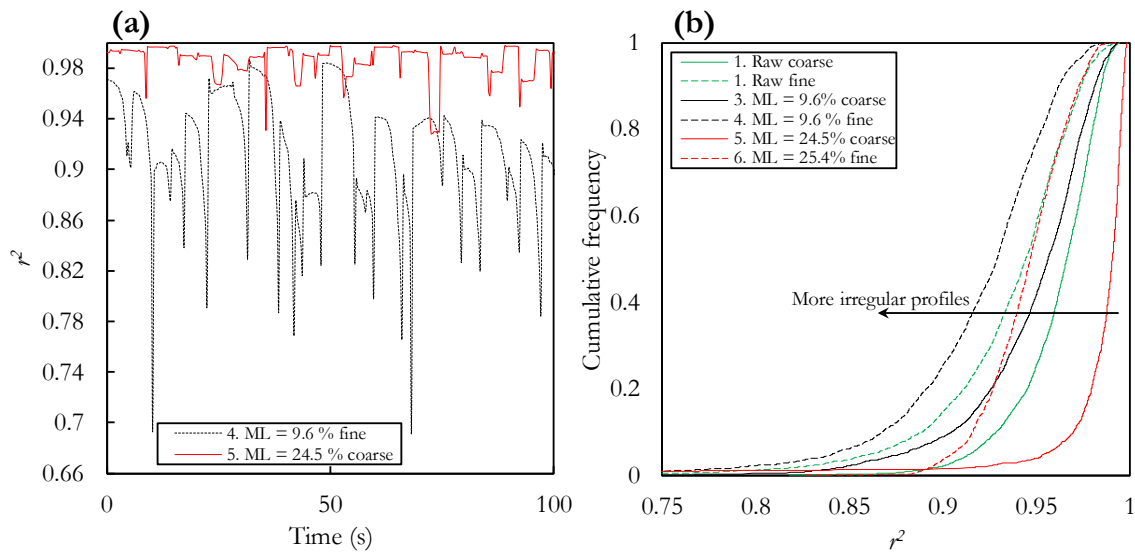 (a)
0.98
0.94
0.9
0.86
0.82
0.78
0.74
0.7
0.66
r²
0
50
100
Time (s)
4. ML = 9.6 % fine
5. ML = 24.5 % coarse
(b)
1
0.8
0.6
0.4
0.2
0
Cumulative frequency
1. Raw coarse
1. Raw fine
3. ML = 9.6% coarse
4. ML = 9.6% fine
5. ML = 24.5% coarse
6. ML = 25.4% fine
More irregular profiles
0.75
0.8
0.85
0.9
0.95
1
r²